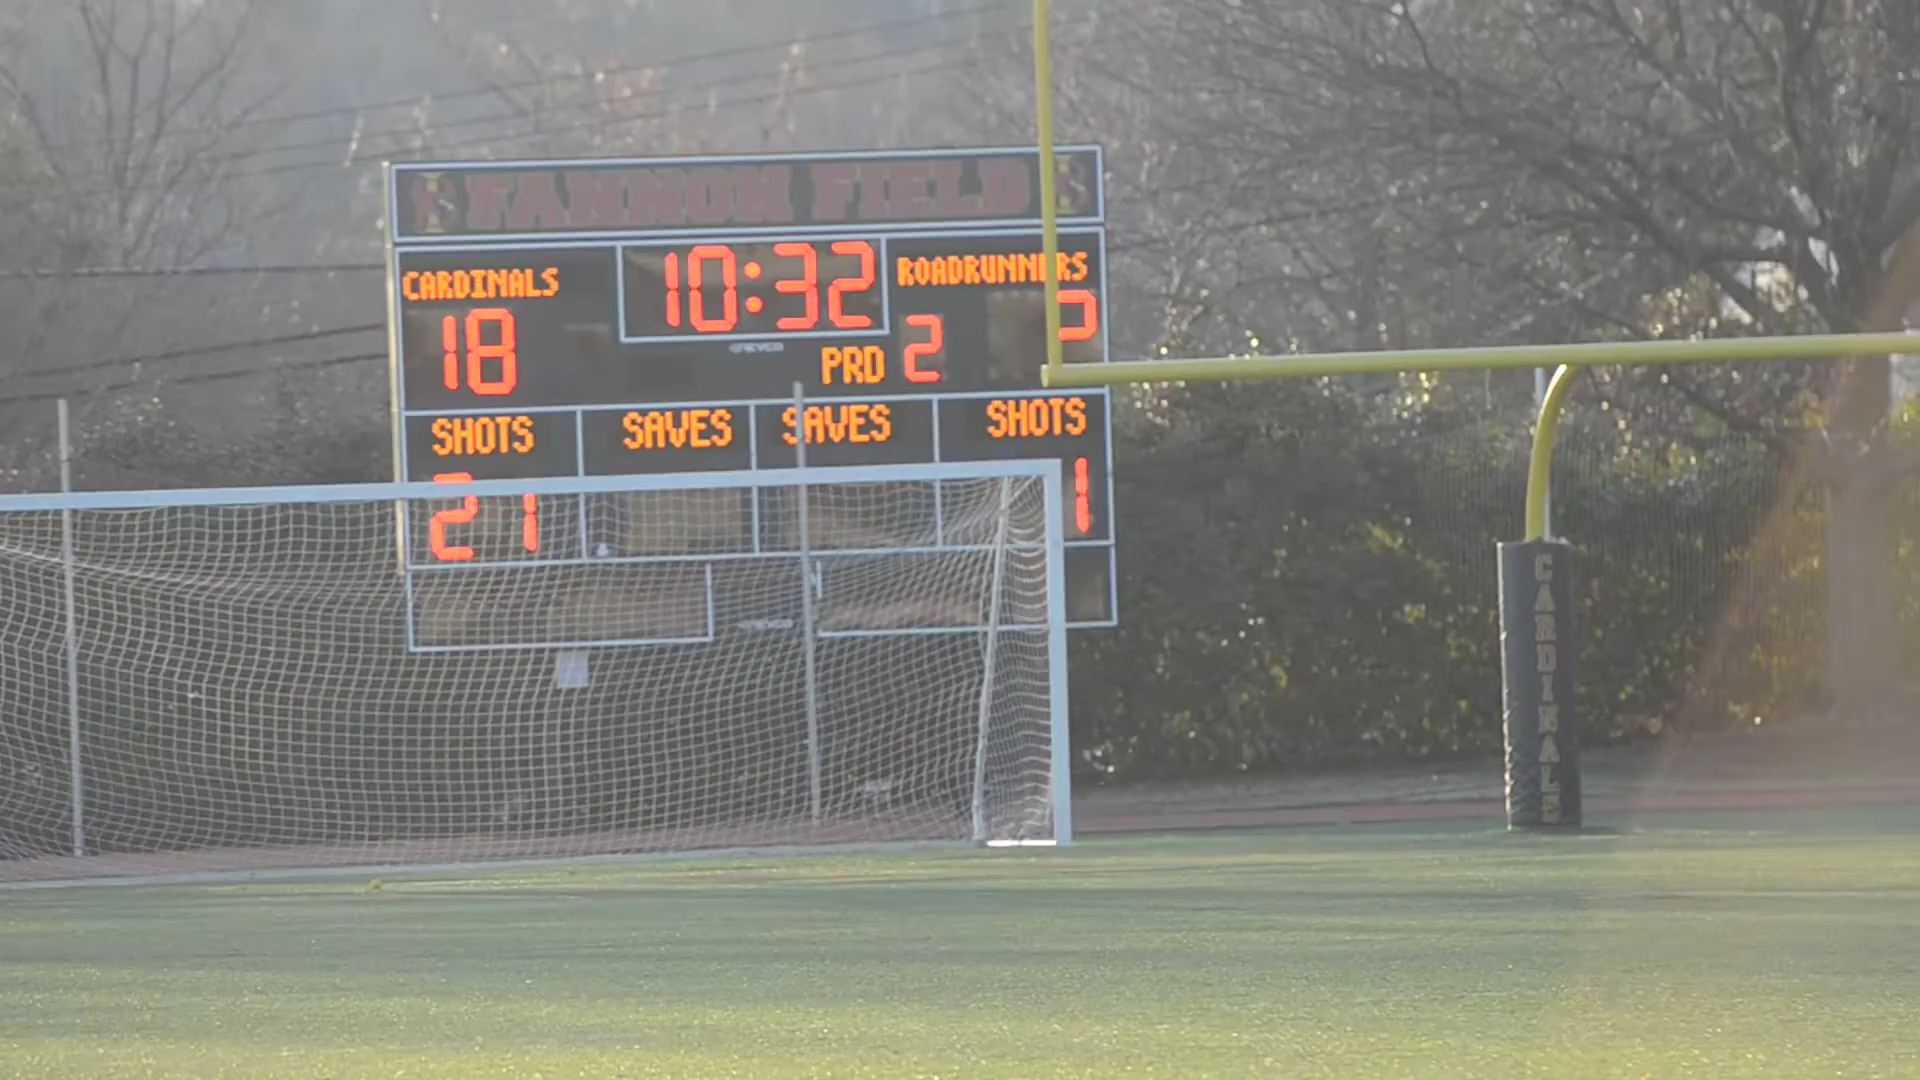 FANNON FIELD
CARDINALS
10:32
ROADRUNNERS
18
PRD 2
SHOTS SAVES SAVES SHOTS
21 1
CARDINALS